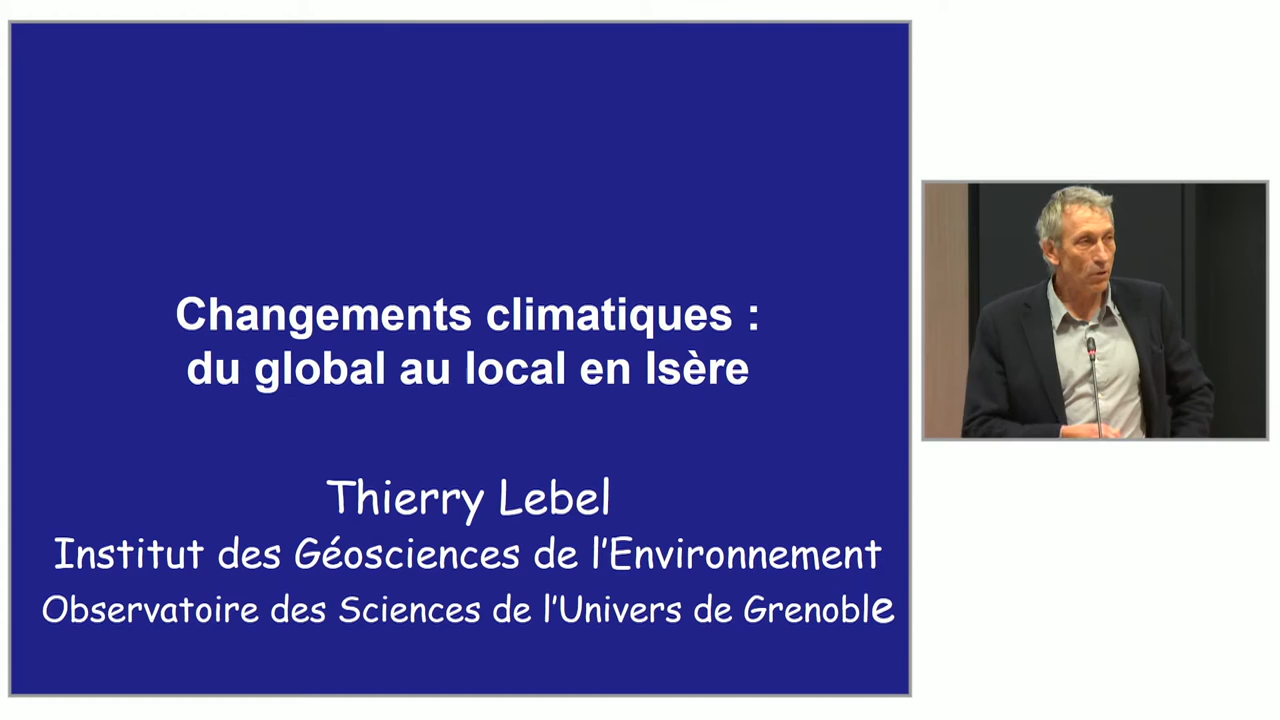 Changements climatiques :
du global au local en Isère
Thierry Lebel
Institut des Géosciences de l'Environnement
Observatoire des Sciences de l'Univers de Grenoble